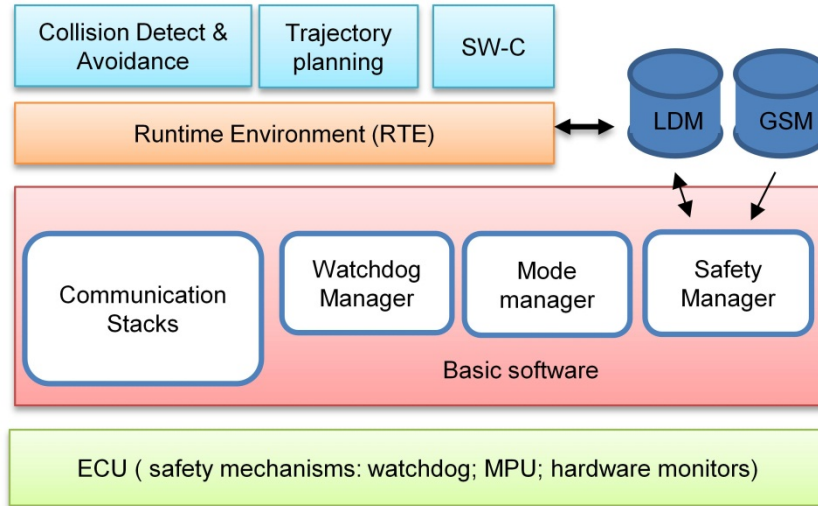 Collision Detect &
Avoidance
Trajectory
planning
SW-C
Runtime Environment (RTE)
LDM
GSM
Communication
Stacks
Watchdog
Manager
Mode
manager
Safety
Manager
Basic software
ECU ( safety mechanisms: watchdog; MPU; hardware monitors)